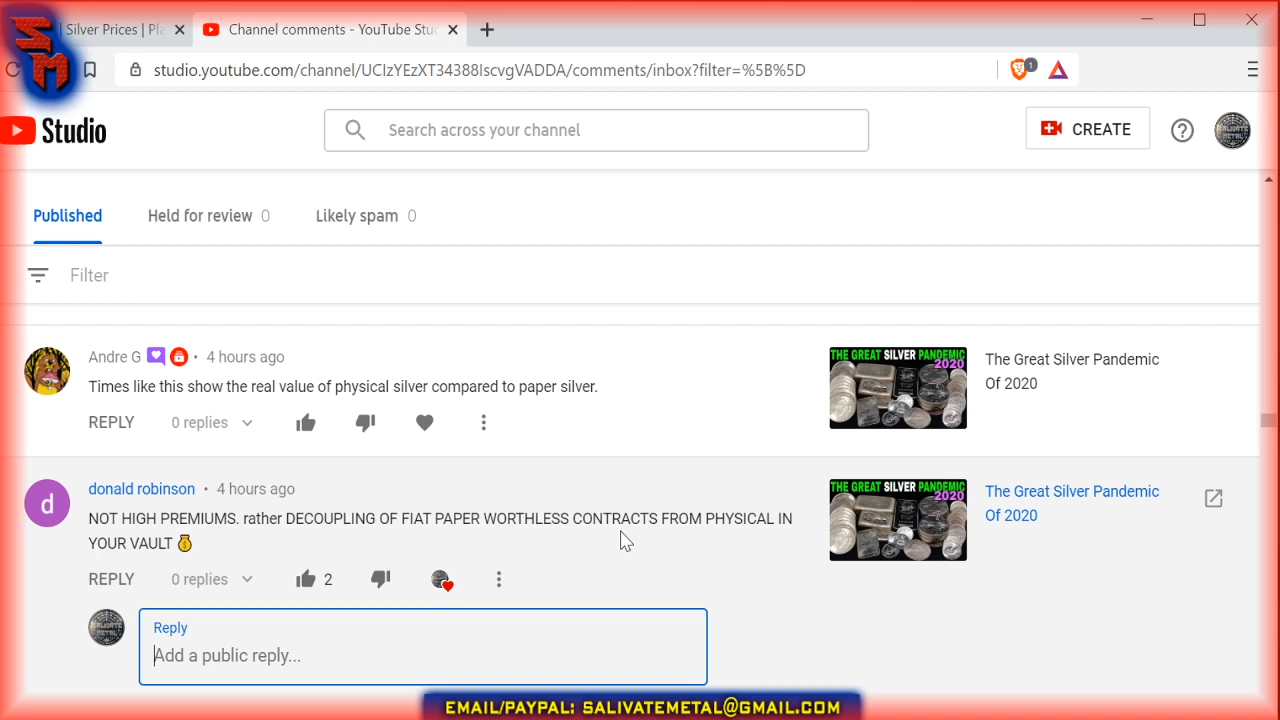 SM
Silver Prices | Pla
Channel comments - YouTube Stu
studio.youtube.com/channel/UCIzYEzXT34388IscvgVADDA/comments/inbox?filter=%5B%5D
1
Studio
Search across your channel
CREATE
Published
Held for review 0
Likely spam 0
Filter
Andre G • 4 hours ago
Times like this show the real value of physical silver compared to paper silver.
REPLY 0 replies
THE GREAT SILVER PANDEMIC
2020
The Great Silver Pandemic
Of 2020
d
donald robinson • 4 hours ago
NOT HIGH PREMIUMS. rather DECOUPLING OF FIAT PAPER WORTHLESS CONTRACTS FROM PHYSICAL IN
YOUR VAULT
REPLY 0 replies 2
THE GREAT SILVER PANDEMIC
2020
The Great Silver Pandemic
Of 2020
Reply
Add a public reply...
EMAIL/PAYPAL: SALIVATEMETAL@GMAIL.COM